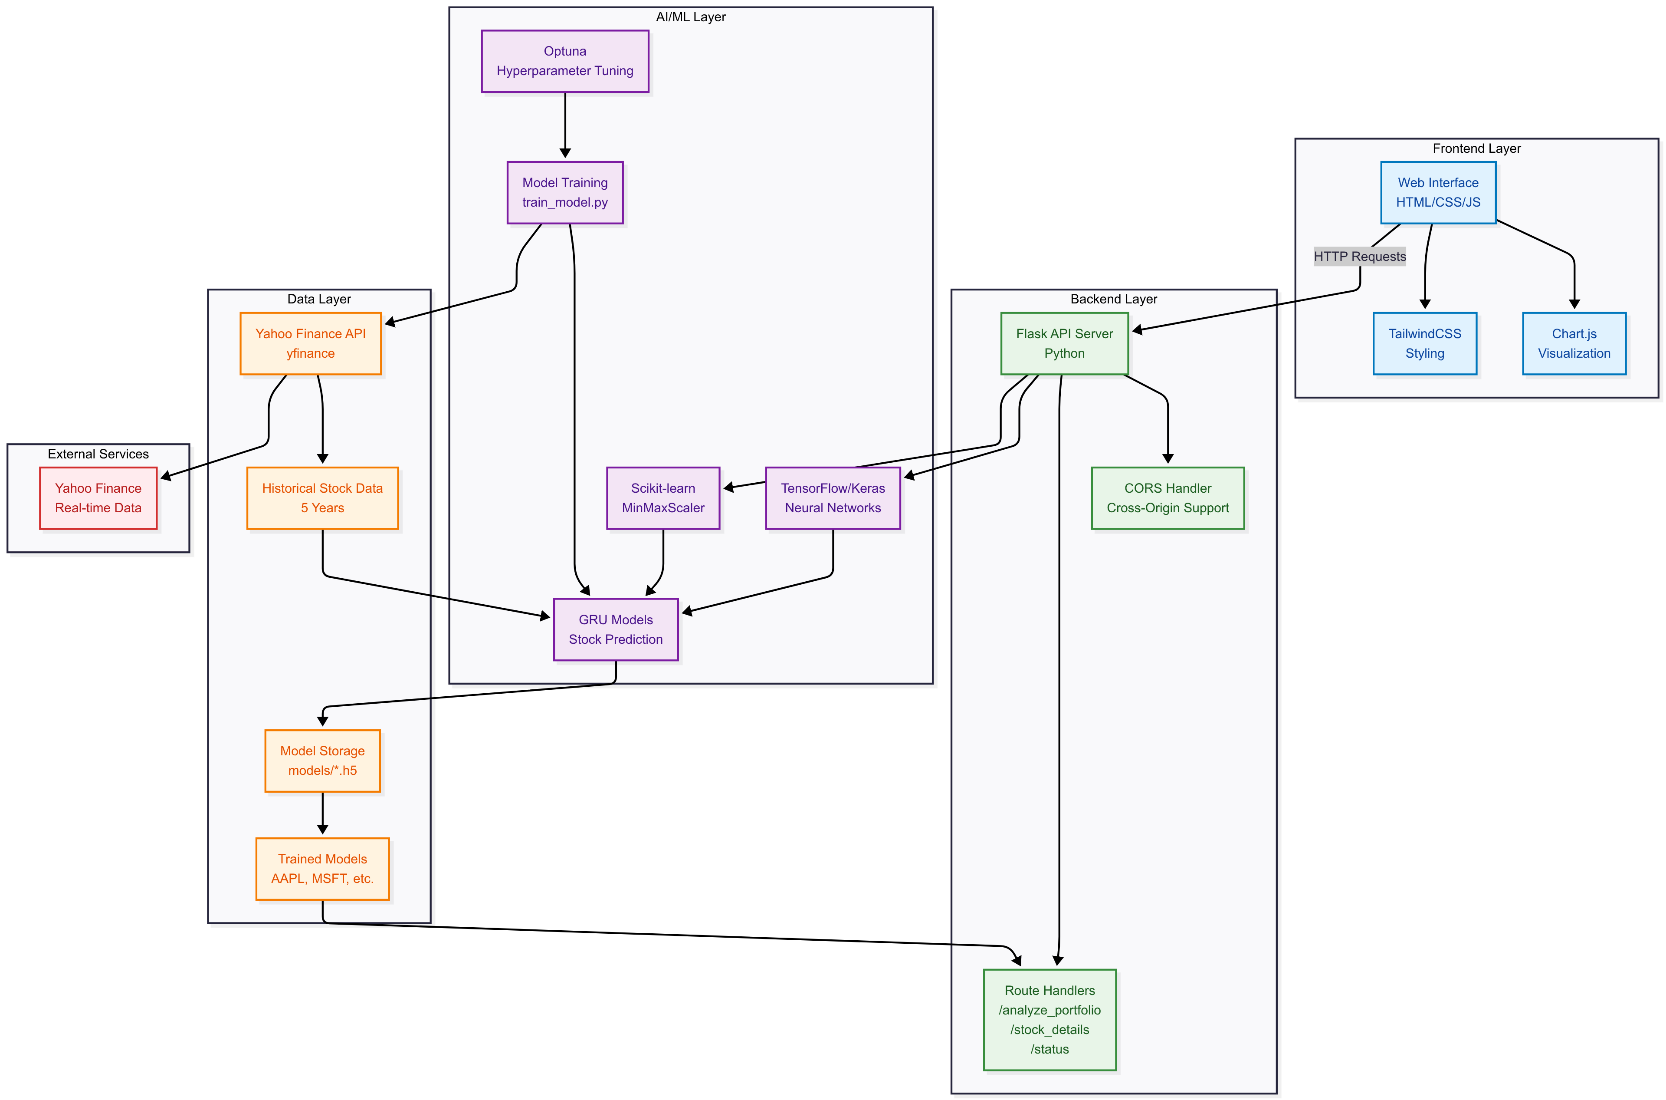 AI/ML Layer
Optuna
Hyperparameter Tuning
Model Training
train_model.py
Frontend Layer
Web Interface
HTML/CSS/JS
HTTP Requests
TailwindCSS
Styling
Chart.js
Visualization
Data Layer
Yahoo Finance API
yfinance
Backend Layer
Flask API Server
Python
External Services
Yahoo Finance
Real-time Data
Historical Stock Data
5 Years
Scikit-learn
MinMaxScaler
TensorFlow/Keras
Neural Networks
CORS Handler
Cross-Origin Support
GRU Models
Stock Prediction
Model Storage
models/*.h5
Trained Models
AAPL, MSFT, etc.
Route Handlers
/analyze_portfolio
/stock_details
/status